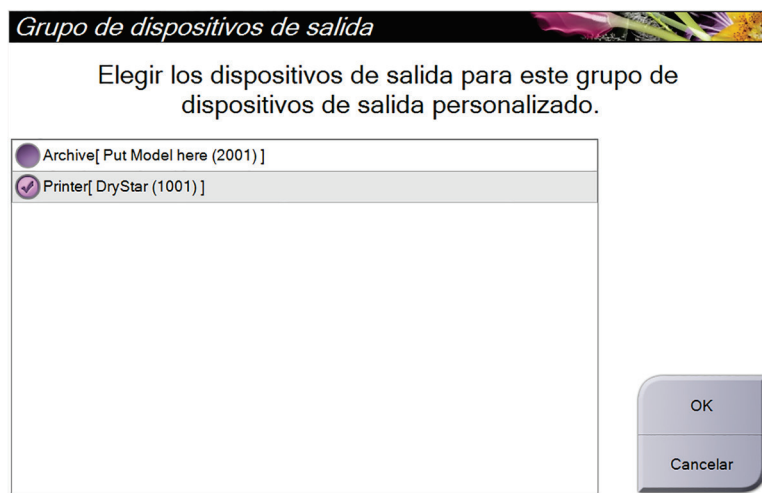 Grupo de dispositivos de salida
Elegir los dispositivos de salida para este grupo de
dispositivos de salida personalizado.
Archive[ Put Model here (2001) ]
Printer[ DryStar (1001) ]
OK
Cancelar